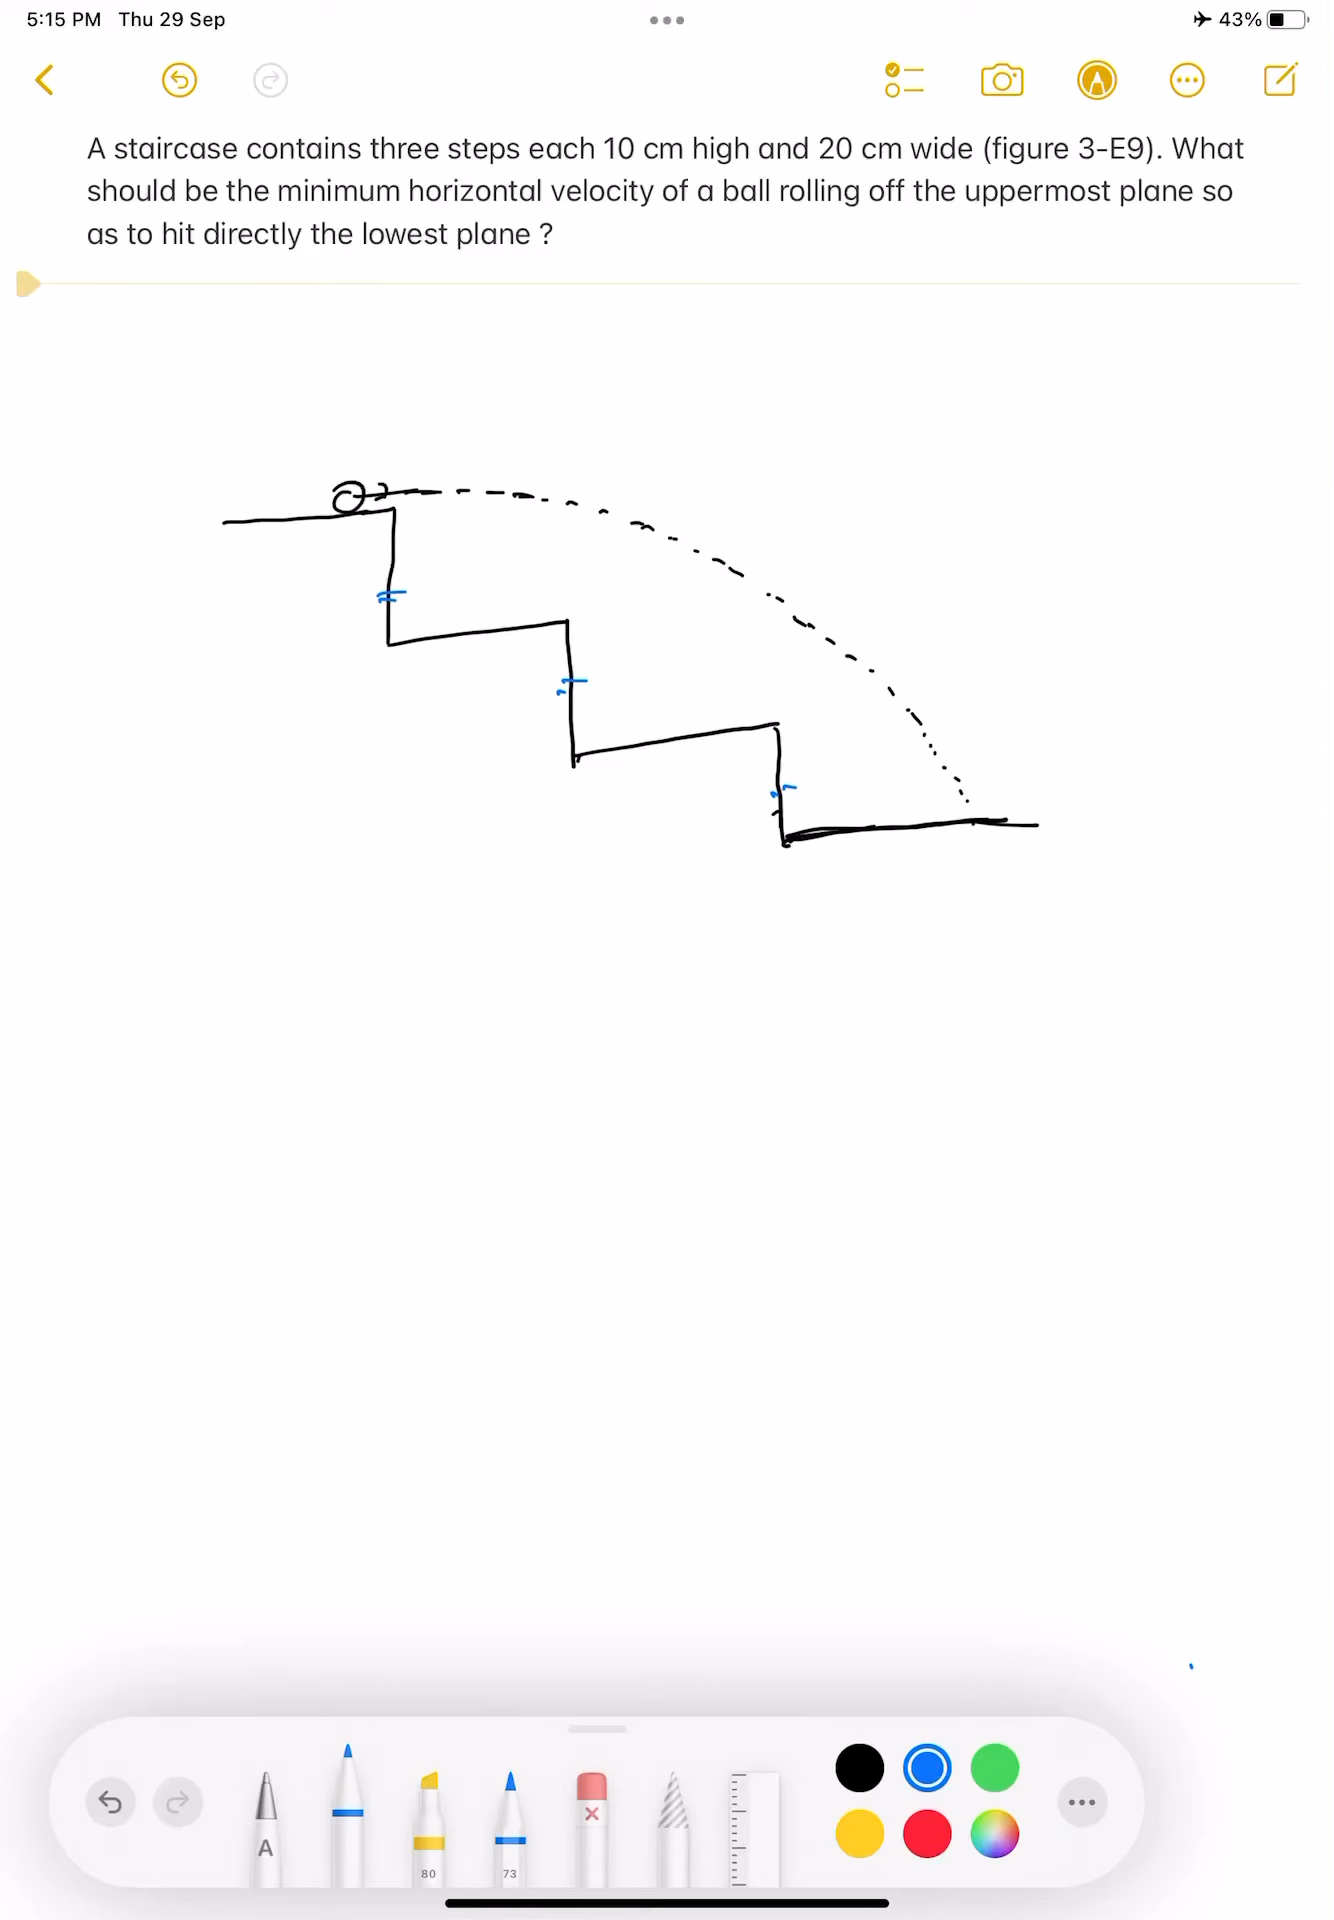 5:15 PM Thu 29 Sep
43%
A staircase contains three steps each 10 cm high and 20 cm wide (figure 3-E9). What
should be the minimum horizontal velocity of a ball rolling off the uppermost plane so
as to hit directly the lowest plane ?
A
80
73